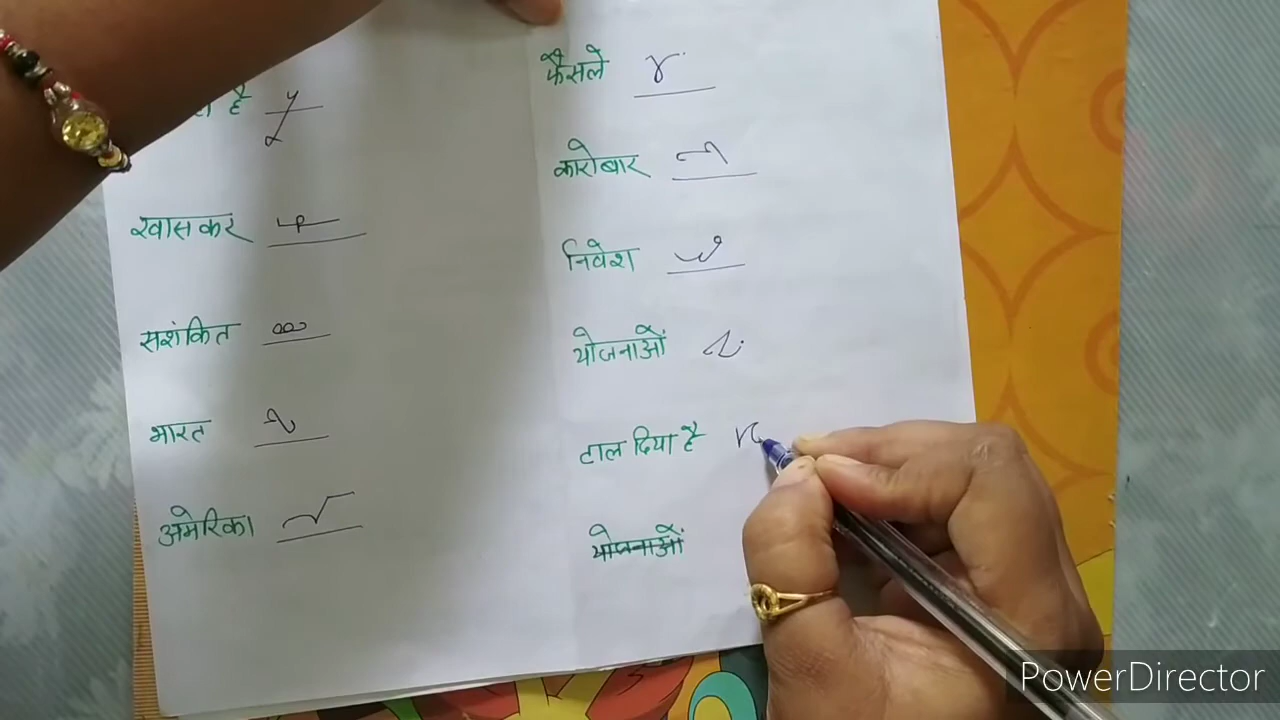 है
खासकर
सशंकित
भारत
अमेरिका
फैसले
कारोबार
निवेश
योजनाओं
टाल दिया है
योजनाओं
PowerDirector